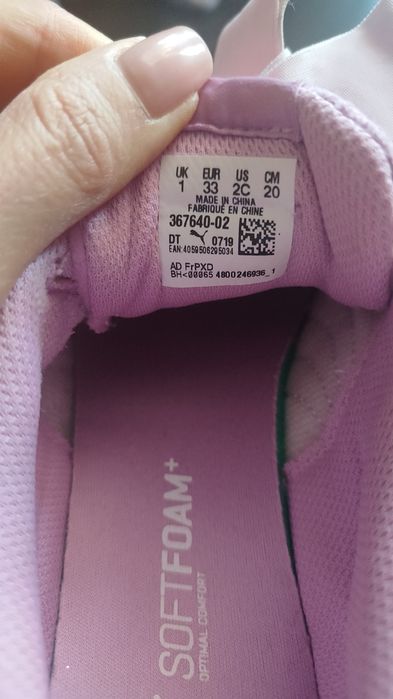 UK EUR US CM
1 33 2C 20
MADE IN CHINA
FABRIQUÉ EN CHINE
367640-02
DT 0719
EAN:4059506295034
AD FrPXD
BH<00065 4800246936_1
SOFTFOAM+
OPTIMAL COMFORT